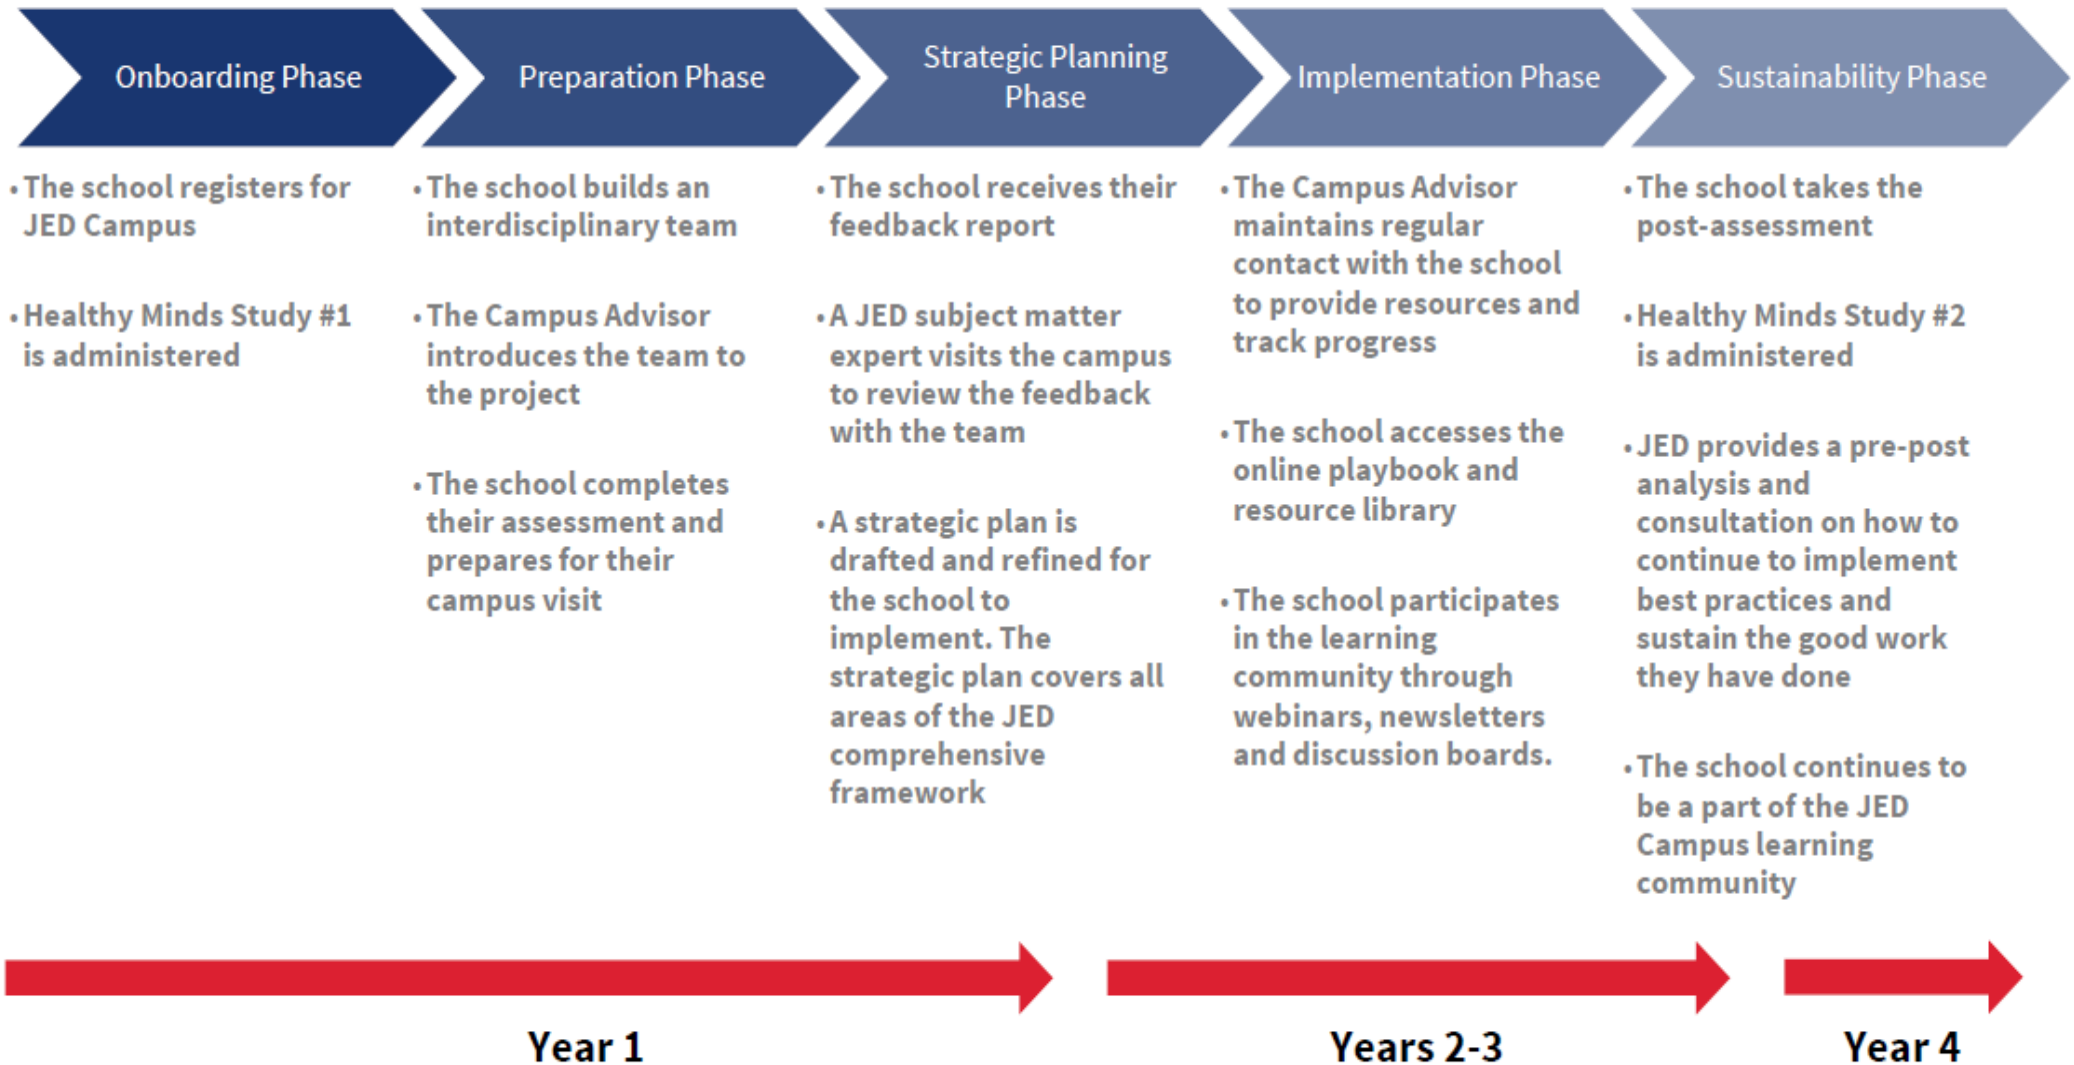 Onboarding Phase
• The school registers for
JED Campus
• Healthy Minds Study #1
is administered
Preparation Phase
• The school builds an
interdisciplinary team
• The Campus Advisor
introduces the team to
the project
• The school completes
their assessment and
prepares for their
campus visit
Strategic Planning
Phase
• The school receives their
feedback report
• A JED subject matter
expert visits the campus
to review the feedback
with the team
• A strategic plan is
drafted and refined for
the school to
implement. The
strategic plan covers all
areas of the JED
comprehensive
framework
Implementation Phase
• The Campus Advisor
maintains regular
contact with the school
to provide resources and
track progress
• The school accesses the
online playbook and
resource library
• The school participates
in the learning
community through
webinars, newsletters
and discussion boards.
Sustainability Phase
• The school takes the
post-assessment
• Healthy Minds Study #2
is administered
• JED provides a pre-post
analysis and
consultation on how to
continue to implement
best practices and
sustain the good work
they have done
• The school continues to
be a part of the JED
Campus learning
community
Year 1
Years 2-3
Year 4